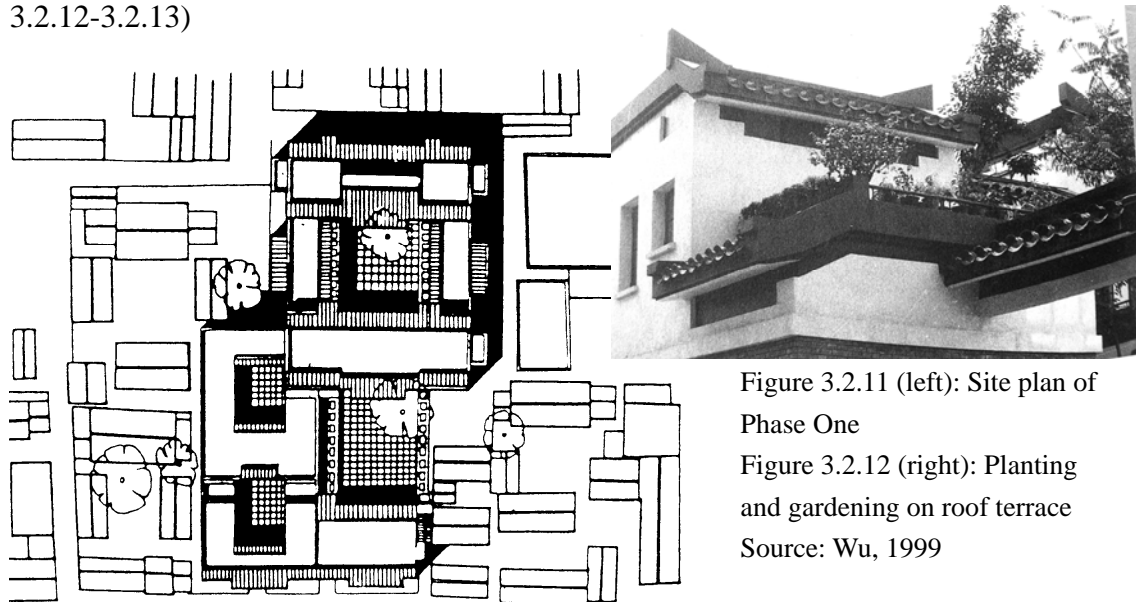 3.2.12-3.2.13)
Figure 3.2.11 (left): Site plan of
Phase One
Figure 3.2.12 (right): Planting
and gardening on roof terrace
Source: Wu, 1999